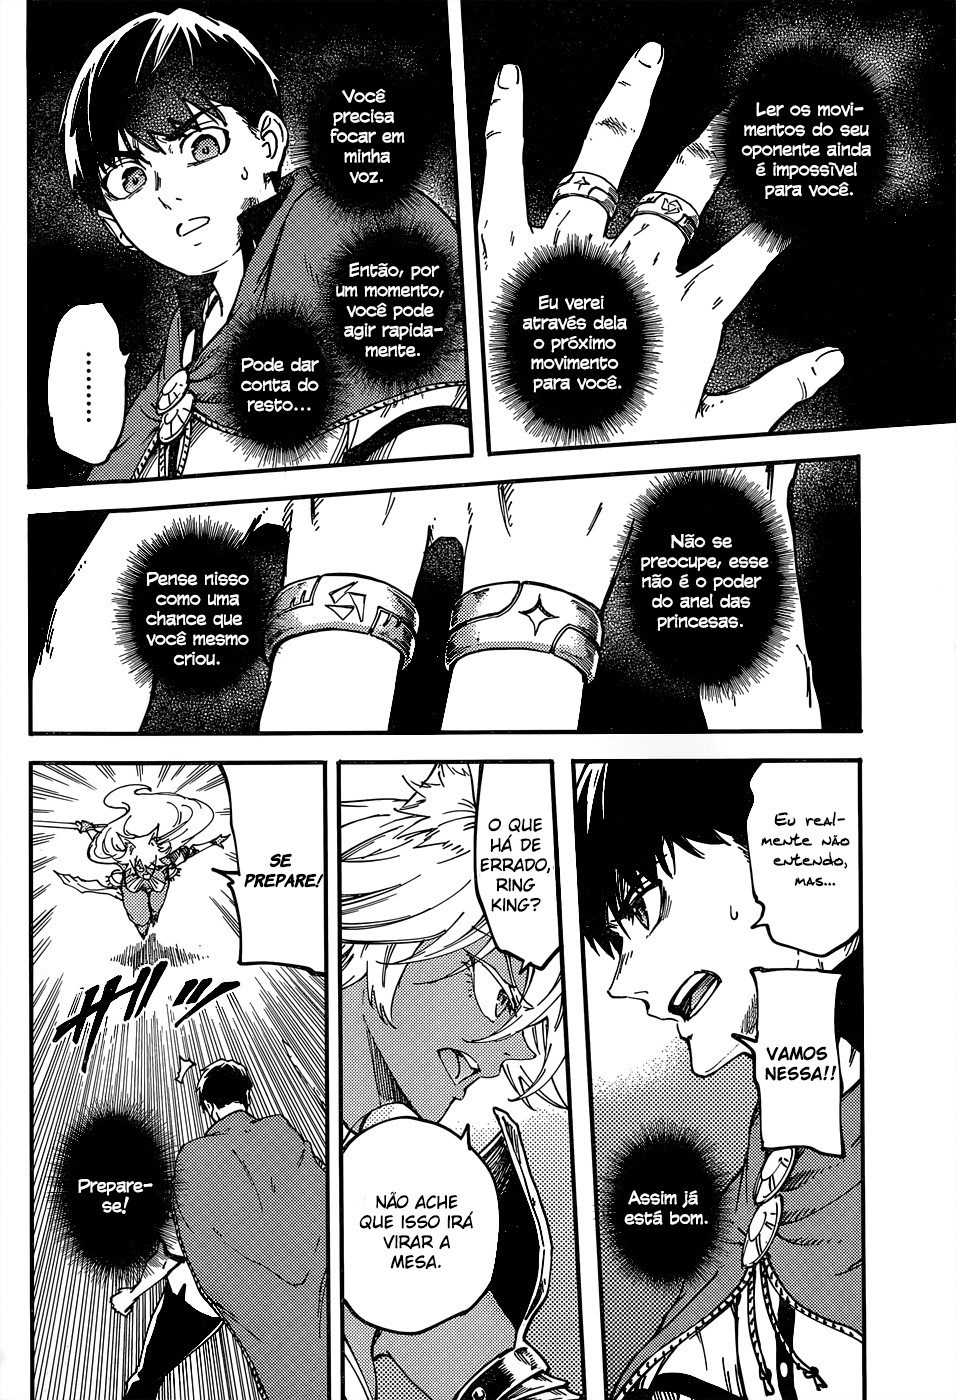 Ler os movi-
mentos do seu
oponente ainda
é impossível
para você.
Eu verei
através dela
o próximo
movimento
para você.
Você
precisa
focar em
minha
voz.
Então, por
um momento,
você pode
agir rapida-
mente.
Pode dar
conta do
resto...
.........
Não se
preocupe, esse
não é o poder
do anel das
princesas.
Pense nisso
como uma
chance que
você mesmo
criou.
Eu real-
mente não
entendo,
mas...
VAMOS
NESSA!!
Assim já
está bom.
O QUE
HÁ DE
ERRADO,
RING
KING?
NÃO ACHE
QUE ISSO IRÁ
VIRAR A
MESA.
SE
PREPARE!
Prepare-
se!